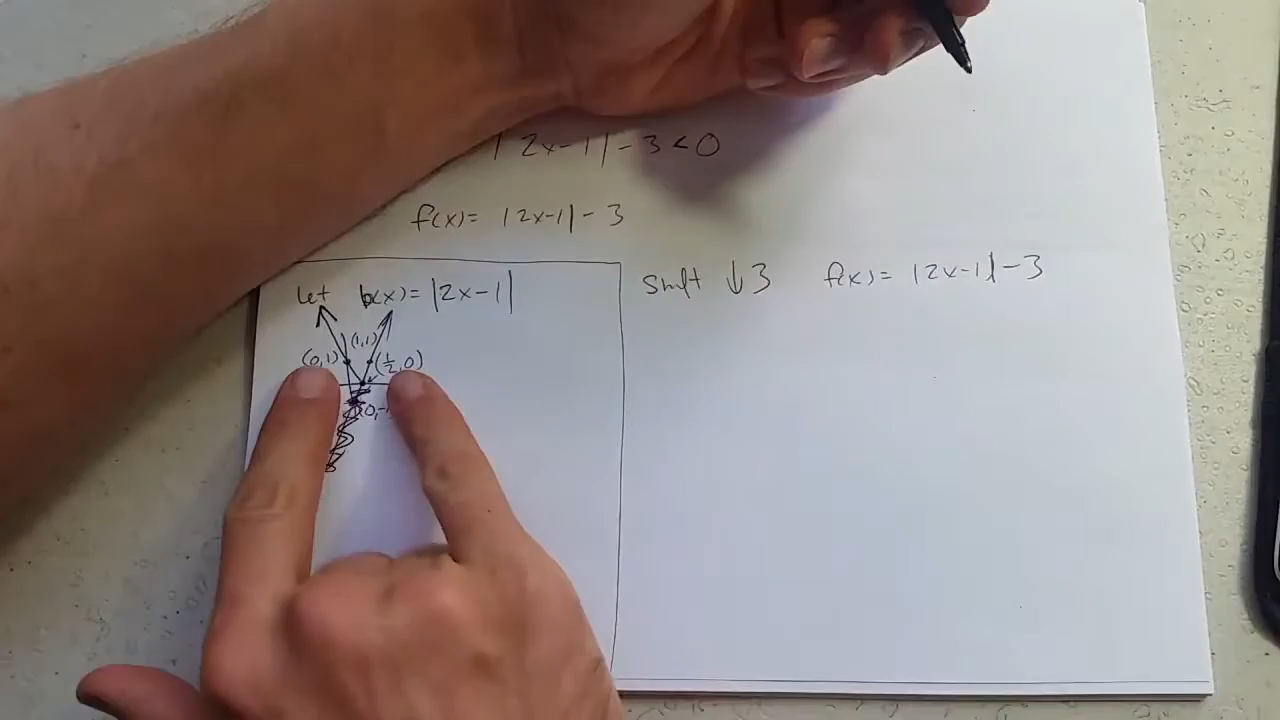 |2x-1|-3<0
f(x)= |2x-1|-3
Let b(x)=|2x-1|
Shift ↓3 f(x)= |2x-1|-3
(1,1)
(0,1) (1/2,0)